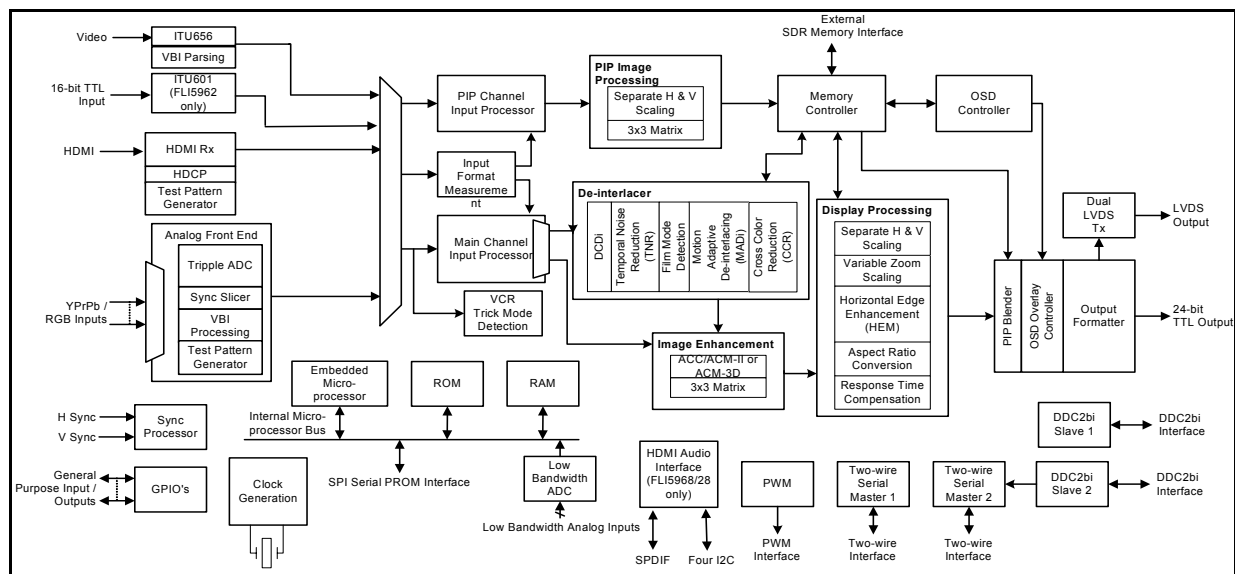 External
SDR Memory Interface
Video
ITU656
VBI Parsing
16-bit TTL
Input
ITU601
(FLI5962
only)
HDMI
HDMI Rx
HDCP
Test Pattern
Generator
Analog Front End
Tripple ADC
Sync Slicer
VBI
Processing
Test Pattern
Generator
YPrPb /
RGB Inputs
PIP Channel
Input Processor
Input
Format
Measureme
nt
Main Channel
Input Processor
VCR
Trick Mode
Detection
PIP Image
Processing
Separate H & V
Scaling
3x3 Matrix
Memory
Controller
OSD
Controller
De-interlacer
DCDi
Temporal Noise
Reduction
(TNR)
Film Mode
Detection
Motion
Adaptive
De-interlacing
(MADi)
Cross Color
Reduction
(CCR)
Image Enhancement
ACC/ACM-II or
ACM-3D
3x3 Matrix
Display Processing
Separate H & V
Scaling
Variable Zoom
Scaling
Horizontal Edge
Enhancement
(HEM)
Aspect Ratio
Conversion
Response Time
Compensation
PIP Blender
OSD Overlay
Controller
Output
Formatter
Dual
LVDS
Tx
LVDS
Output
24-bit
TTL Output
Embedded
Micro-
processor
ROM
RAM
Internal Micro-
processor Bus
SPI Serial PROM Interface
Low
Bandwidth
ADC
Low Bandwidth Analog Inputs
H Sync
V Sync
Sync
Processor
General
Purpose Input /
Outputs
GPIO's
Clock
Generation
HDMI Audio
Interface
(FLI5968/28
only)
SPDIF
Four I2C
PWM
PWM
Interface
Two-wire
Serial
Master 1
Two-wire
Interface
Two-wire
Serial
Master 2
Two-wire
Interface
DDC2bi
Slave 1
DDC2bi
Interface
DDC2bi
Slave 2
DDC2bi
Interface